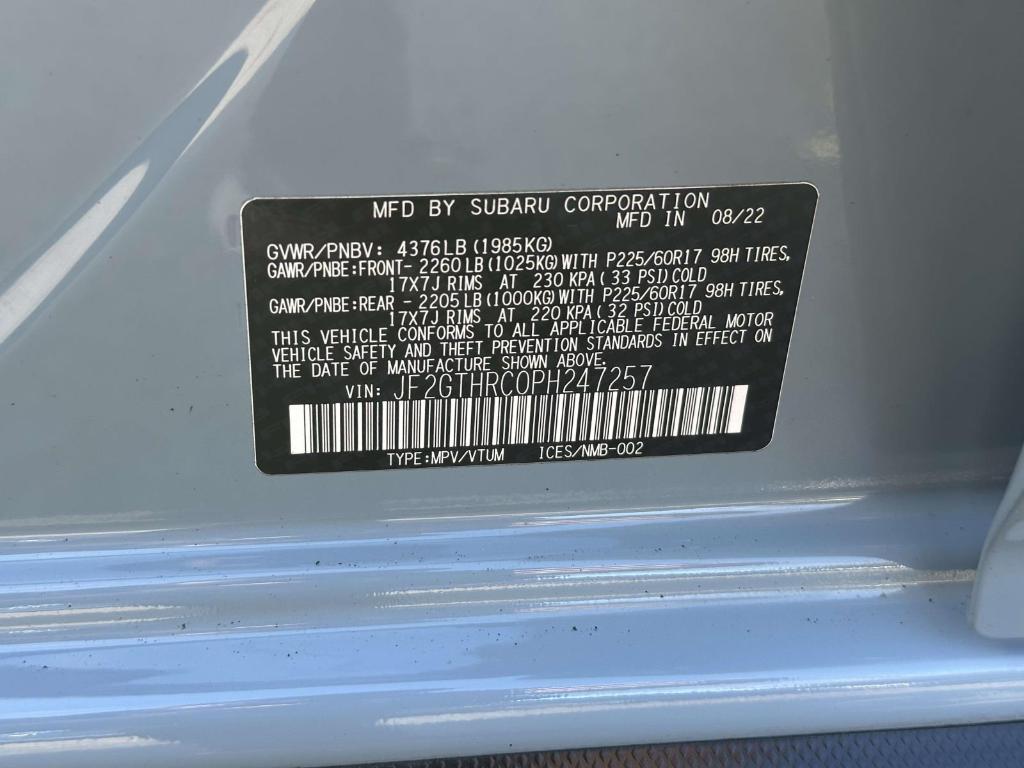 MFD BY SUBARU CORPORATION
MFD IN 08/22
GVWR/PNBV: 4376LB (1985KG)
GAWR/PNBE:FRONT- 2260LB (1025KG) WITH P225/60R17 98H TIRES,
17x7J RIMS AT 230 KPA ( 33 PSI) COLD
GAWR/PNBE:REAR - 2205LB (1000KG) WITH P225/60R17 98H TIRES,
17x7J RIMS AT 220 KPA ( 32 PSI) COLD
THIS VEHICLE CONFORMS TO ALL APPLICABLE FEDERAL MOTOR
VEHICLE SAFETY AND THEFT PREVENTION STANDARDS IN EFFECT ON
THE DATE OF MANUFACTURE SHOWN ABOVE.
VIN: JF2GTHRC0PH247257
TYPE:MPV/VTUM ICES/NMB-002